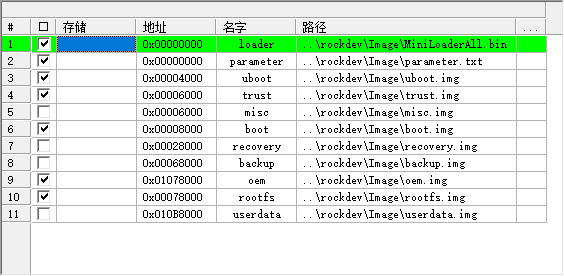 # 存储 地址 名字 路径 ...
1 0x00000000 loader ..\rockdev\Image\MiniLoaderAll.bin
2 0x00000000 parameter ..\rockdev\Image\parameter.txt
3 0x00004000 uboot ..\rockdev\Image\uboot.img
4 0x00006000 trust ..\rockdev\Image\trust.img
5 0x00006000 misc ..\rockdev\Image\misc.img
6 0x00008000 boot ..\rockdev\Image\boot.img
7 0x00028000 recovery ..\rockdev\Image\recovery.img
8 0x00068000 backup ..\rockdev\Image\backup.img
9 0x01078000 oem ..\rockdev\Image\oem.img
10 0x00078000 rootfs ..\rockdev\Image\rootfs.img
11 0x010B8000 userdata ..\rockdev\Image\userdata.img